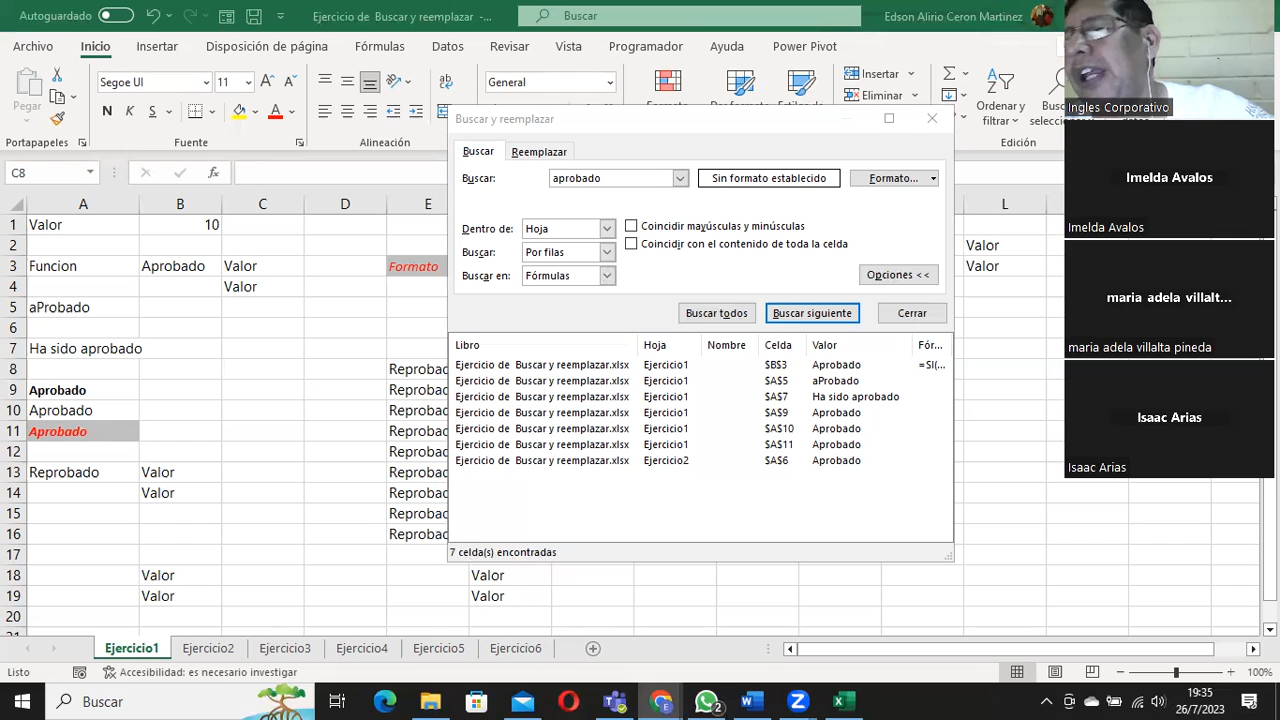 Autoguardado
Ejercicio de Buscar y reemplazar -...
Buscar
Edson Alirio Ceron Martinez
Archivo Inicio Insertar Disposición de página Fórmulas Datos Revisar Vista Programador Ayuda Power Pivot
Pegar
Segoe UI 11
N K S
General
Insertar
Eliminar
Ordenar y
filtrar
Portapapeles Fuente Alineación Edición
C8 fx
A B C D E L
1 Valor 10
2 Valor
3 Funcion Aprobado Valor Formato Valor
4 Valor
5 aProbado
6
7 Ha sido aprobado
8 Reprobad
9 Aprobado Reprobad
10 Aprobado Reprobad
11 Aprobado Reprobad
12 Reprobad
13 Reprobado Valor Reprobad
14 Valor Reprobad
15 Reprobad
16 Reprobad
17
18 Valor Valor
19 Valor Valor
20
Buscar y reemplazar
Buscar Reemplazar
Buscar: aprobado Sin formato establecido Formato...
Dentro de: Hoja Coincidir mayúsculas y minúsculas
Coincidir con el contenido de toda la celda
Buscar: Por filas
Buscar en: Fórmulas Opciones <<
Buscar todos Buscar siguiente Cerrar
Libro Hoja Nombre Celda Valor Fór...
Ejercicio de Buscar y reemplazar.xlsx Ejercicio1 $B$3 Aprobado =SI(...
Ejercicio de Buscar y reemplazar.xlsx Ejercicio1 $A$5 aProbado
Ejercicio de Buscar y reemplazar.xlsx Ejercicio1 $A$7 Ha sido aprobado
Ejercicio de Buscar y reemplazar.xlsx Ejercicio1 $A$9 Aprobado
Ejercicio de Buscar y reemplazar.xlsx Ejercicio1 $A$10 Aprobado
Ejercicio de Buscar y reemplazar.xlsx Ejercicio1 $A$11 Aprobado
Ejercicio de Buscar y reemplazar.xlsx Ejercicio2 $A$6 Aprobado
7 celda(s) encontradas
Ingles Corporativo
Imelda Avalos
Imelda Avalos
maria adela villalt...
maria adela villalta pineda
Isaac Arias
Isaac Arias
Ejercicio1 Ejercicio2 Ejercicio3 Ejercicio4 Ejercicio5 Ejercicio6
Listo Accesibilidad: es necesario investigar 100%
Buscar
2
19:35
26/7/2023